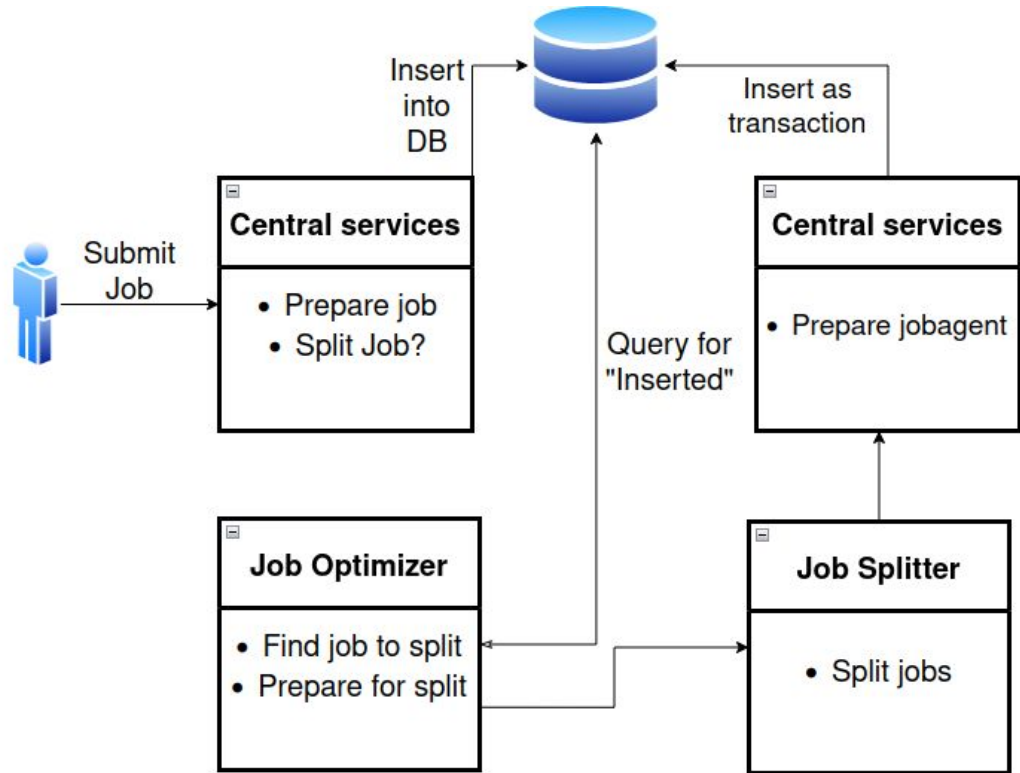 Insert
into
DB
Insert as
transaction
Submit
Job
Central services
• Prepare job
• Split Job?
Central services
• Prepare jobagent
Query for
"Inserted"
Job Optimizer
• Find job to split
• Prepare for split
Job Splitter
• Split jobs